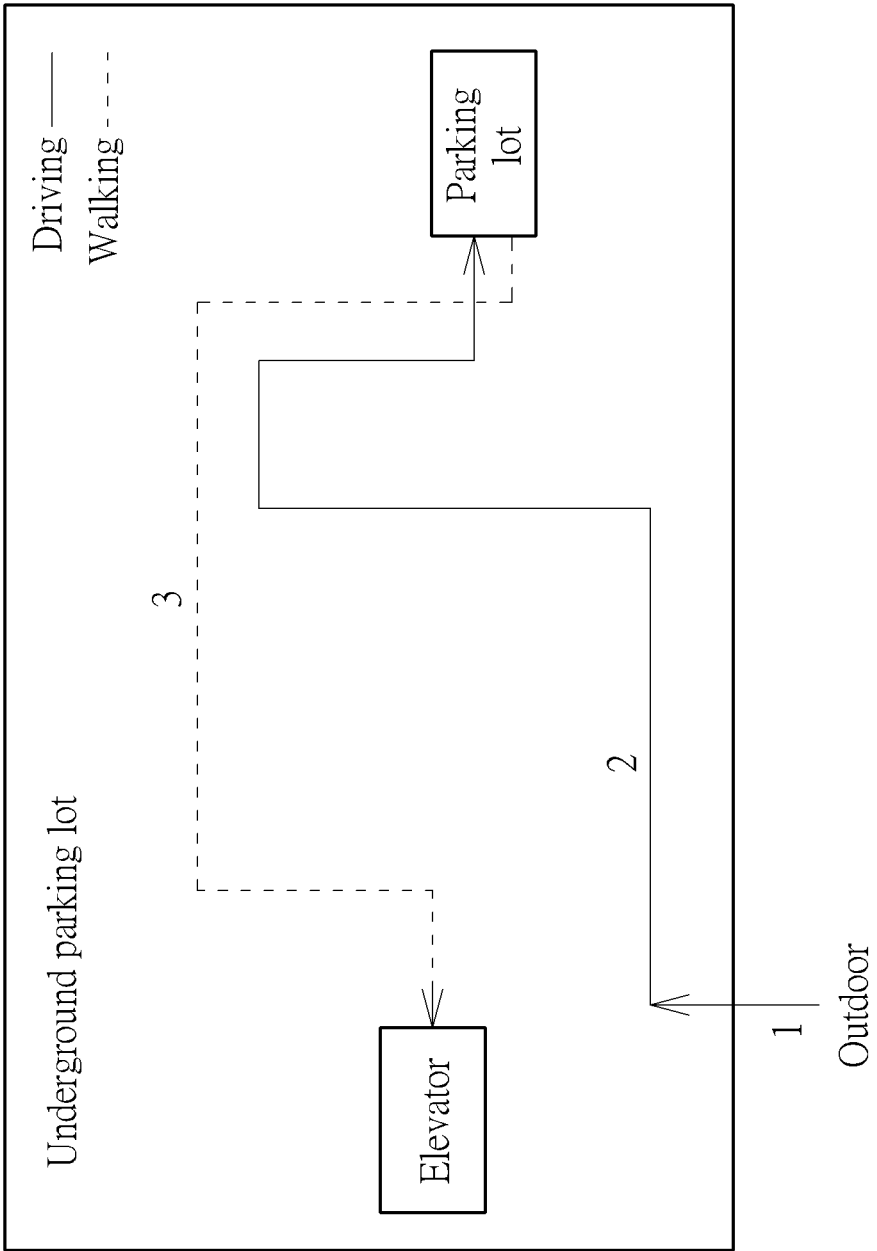 Underground parking lot
Driving
Walking
3
Parking
lot
Elevator
2
1
Outdoor